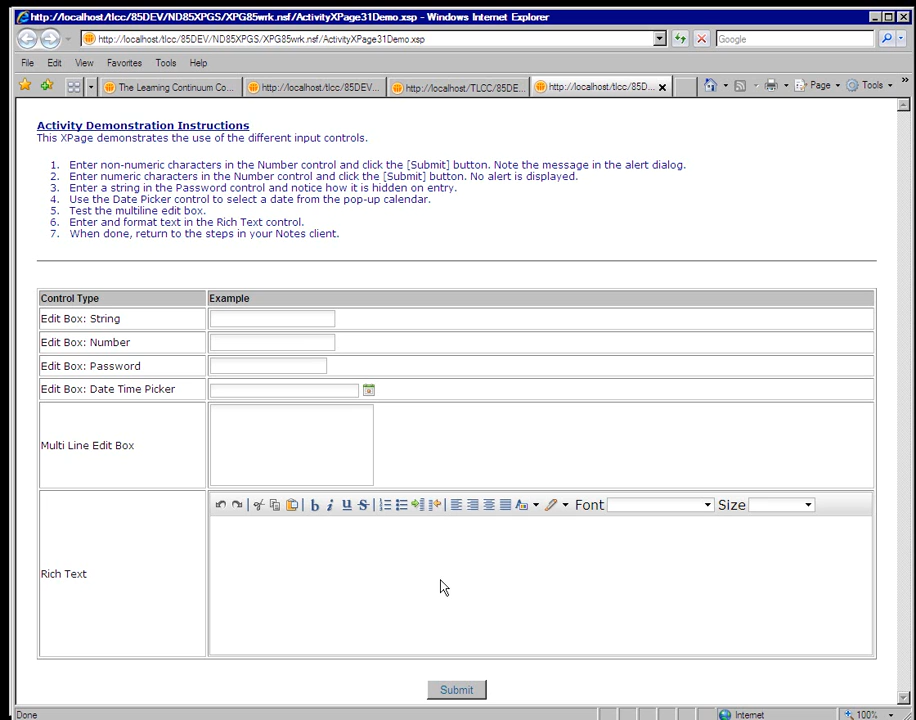 http://localhost/tlcc/85DEV/ND85XPGS/XPG85wrk.nsf/ActivityXPage31Demo.xsp - Windows Internet Explorer
http://localhost/tlcc/85DEV/ND85XPGS/XPG85wrk.nsf/ActivityXPage31Demo.xsp
Google
File Edit View Favorites Tools Help
The Learning Continuum Co... http://localhost/tlcc/85DEV... http://localhost/TLCC/85DE... http://localhost/tlcc/85D... Page Tools
Activity Demonstration Instructions
This XPage demonstrates the use of the different input controls.
1. Enter non-numeric characters in the Number control and click the [Submit] button. Note the message in the alert dialog.
2. Enter numeric characters in the Number control and click the [Submit] button. No alert is displayed.
3. Enter a string in the Password control and notice how it is hidden on entry.
4. Use the Date Picker control to select a date from the pop-up calendar.
5. Test the multiline edit box.
6. Enter and format text in the Rich Text control.
7. When done, return to the steps in your Notes client.
Control Type Example
Edit Box: String
Edit Box: Number
Edit Box: Password
Edit Box: Date Time Picker
Multi Line Edit Box
b i U S Font Size
Rich Text
Submit
Done Internet 100%